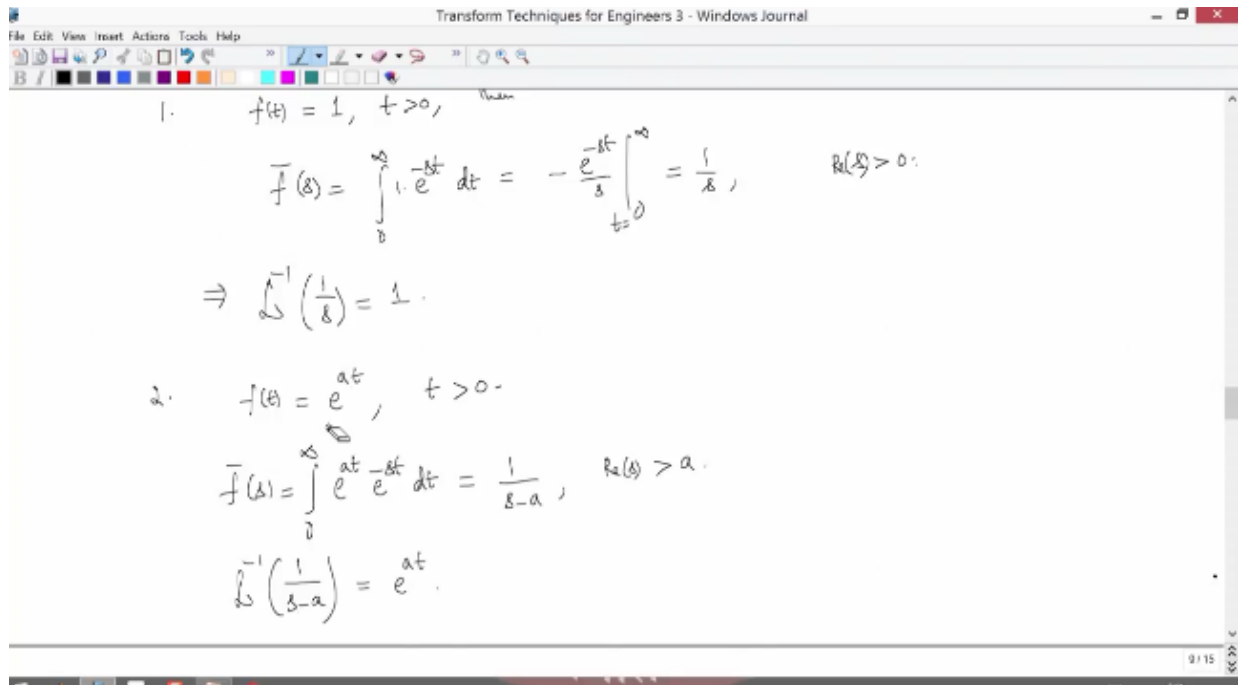 Transform Techniques for Engineers 3 - Windows Journal
File Edit View Insert Actions Tools Help
B I
1. f(t) = 1, t>0, then
f̅(s) = ∫₀^∞ 1. e^{-st} dt = - e^{-st}/s |_{t=0}^∞ = 1/s, Re(s) > 0.
⇒ L^{-1}(1/s) = 1.
2. f(t) = e^{at}, t > 0.
f̅(s) = ∫₀^∞ e^{at} e^{-st} dt = 1/(s-a), Re(s) > a.
L^{-1}(1/(s-a)) = e^{at}.
9/15